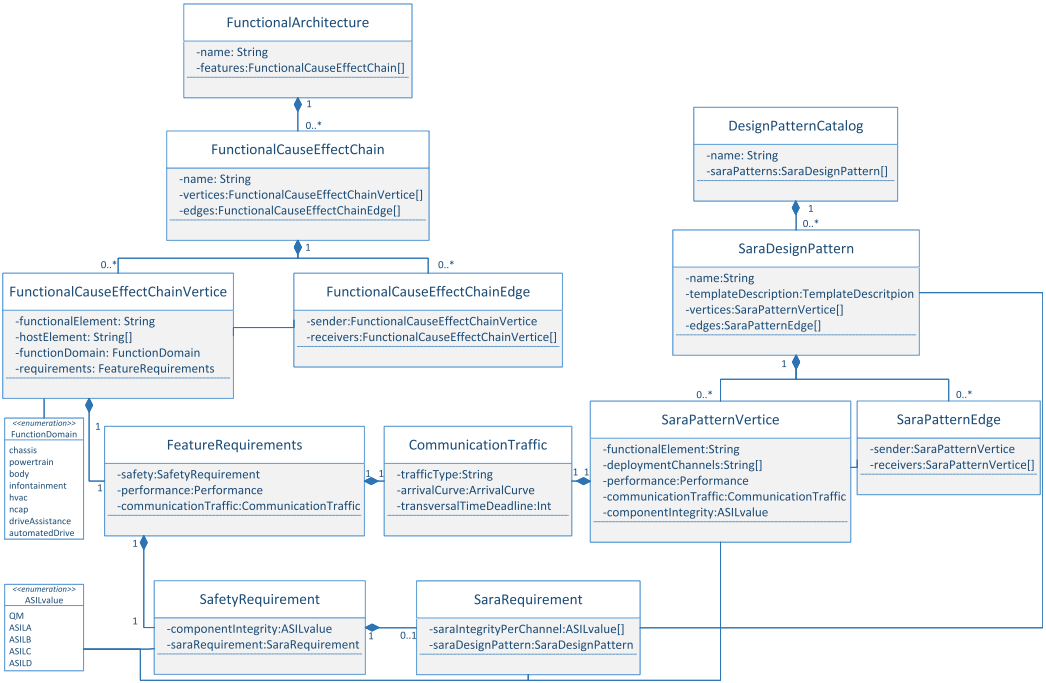 FunctionalArchitecture
-name: String
-features:FunctionalCauseEffectChain[]
1
0..*
FunctionalCauseEffectChain
-name: String
-vertices:FunctionalCauseEffectChainVertice[]
-edges:FunctionalCauseEffectChainEdge[]
1
0..*
0..*
FunctionalCauseEffectChainVertice
-functionalElement: String
-hostElement: String[]
-functionDomain: FunctionDomain
-requirements: FeatureRequirements
FunctionalCauseEffectChainEdge
-sender:FunctionalCauseEffectChainVertice
-receivers:FunctionalCauseEffectChainVertice[]
DesignPatternCatalog
-name: String
-saraPatterns:SaraDesignPattern[]
1
0..*
SaraDesignPattern
-name:String
-templateDescription:TemplateDescritpion
-vertices:SaraPatternVertice[]
-edges:SaraPatternEdge[]
1
0..*
0..*
<<enumeration>>
FunctionDomain
chassis
powertrain
body
infontainment
hvac
ncap
driveAssistance
automatedDrive
1
1
FeatureRequirements
-safety:SafetyRequirement
-performance:Performance
-communicationTraffic:CommunicationTraffic
1 1
CommunicationTraffic
-trafficType:String
-arrivalCurve:ArrivalCurve
-transversalTimeDeadline:Int
1 1
SaraPatternVertice
-functionalElement:String
-deploymentChannels:String[]
-performance:Performance
-communicationTraffic:CommunicationTraffic
-componentIntegrity:ASILvalue
SaraPatternEdge
-sender:SaraPatternVertice
-receivers:SaraPatternVertice[]
1
1
<<enumeration>>
ASILvalue
QM
ASILA
ASILB
ASILC
ASILD
SafetyRequirement
-componentIntegrity:ASILvalue
-saraRequirement:SaraRequirement
1
0..1
SaraRequirement
-saraIntegrityPerChannel:ASILvalue[]
-saraDesignPattern:SaraDesignPattern